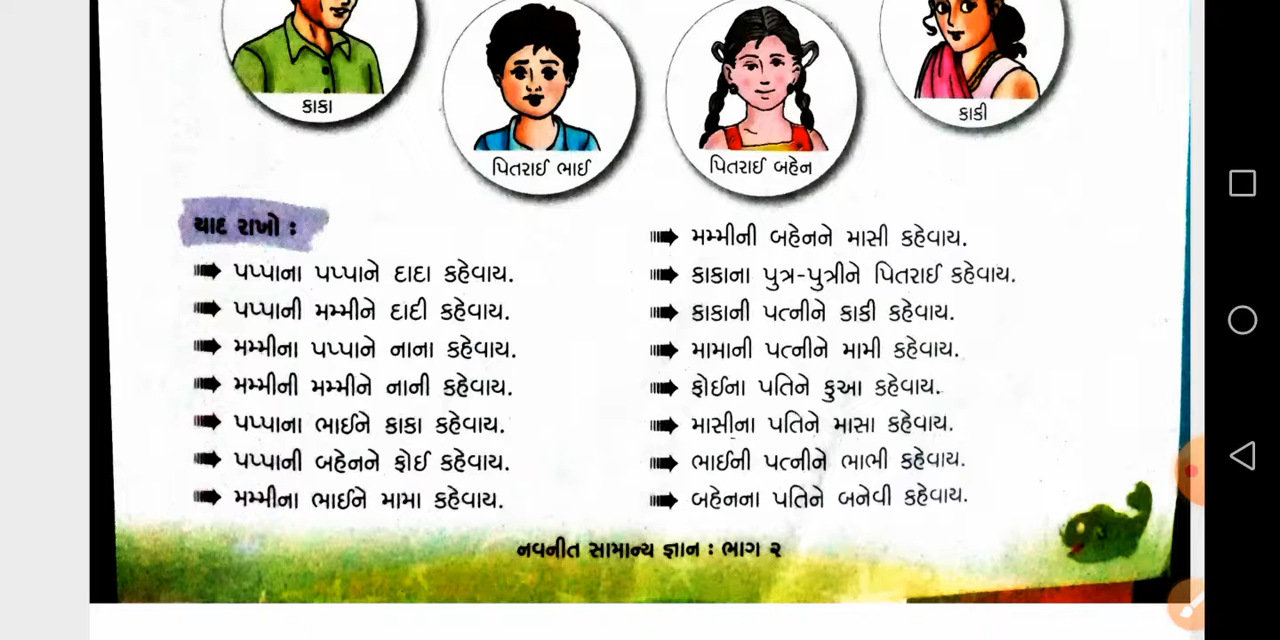 કાકા
પિતરાઈ ભાઈ
પિતરાઈ બહેન
કાકી
યાદ રાખો :
પપ્પાના પપ્પાને દાદા કહેવાય.
પપ્પાની મમ્મીને દાદી કહેવાય.
મમ્મીના પપ્પાને નાના કહેવાય.
મમ્મીની મમ્મીને નાની કહેવાય.
પપ્પાના ભાઈને કાકા કહેવાય.
પપ્પાની બહેનને ફોઈ કહેવાય.
મમ્મીના ભાઈને મામા કહેવાય.
મમ્મીની બહેનને માસી કહેવાય.
કાકાના પુત્ર-પુત્રીને પિતરાઈ કહેવાય.
કાકાની પત્નીને કાકી કહેવાય.
મામાની પત્નીને મામી કહેવાય.
ફોઈના પતિને ફુઆ કહેવાય.
માસીના પતિને માસા કહેવાય.
ભાઈની પત્નીને ભાભી કહેવાય.
બહેનના પતિને બનેવી કહેવાય.
નવનીત સામાન્ય જ્ઞાન : ભાગ ૨